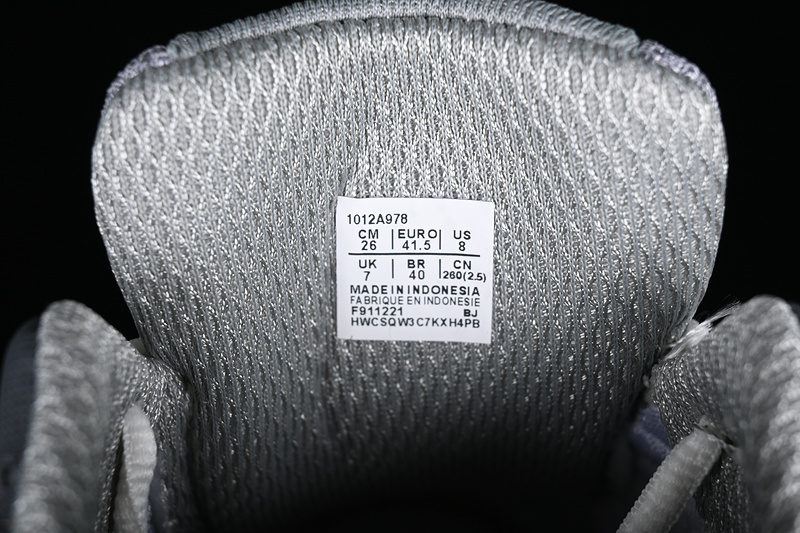 1012A978
CM | EURO | US
26 | 41.5 | 8
UK | BR | CN
7 | 40 | 260(2.5)
MADE IN INDONESIA
FABRIQUE EN INDONESIE
F911221 BJ
HWCSQW3C7KXH4PB